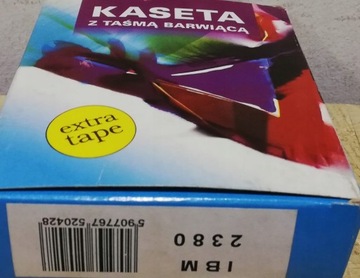 KASETA
Z TAŚMĄ BARWIĄCĄ
extra
tape
IBM
2380
5907767 520428